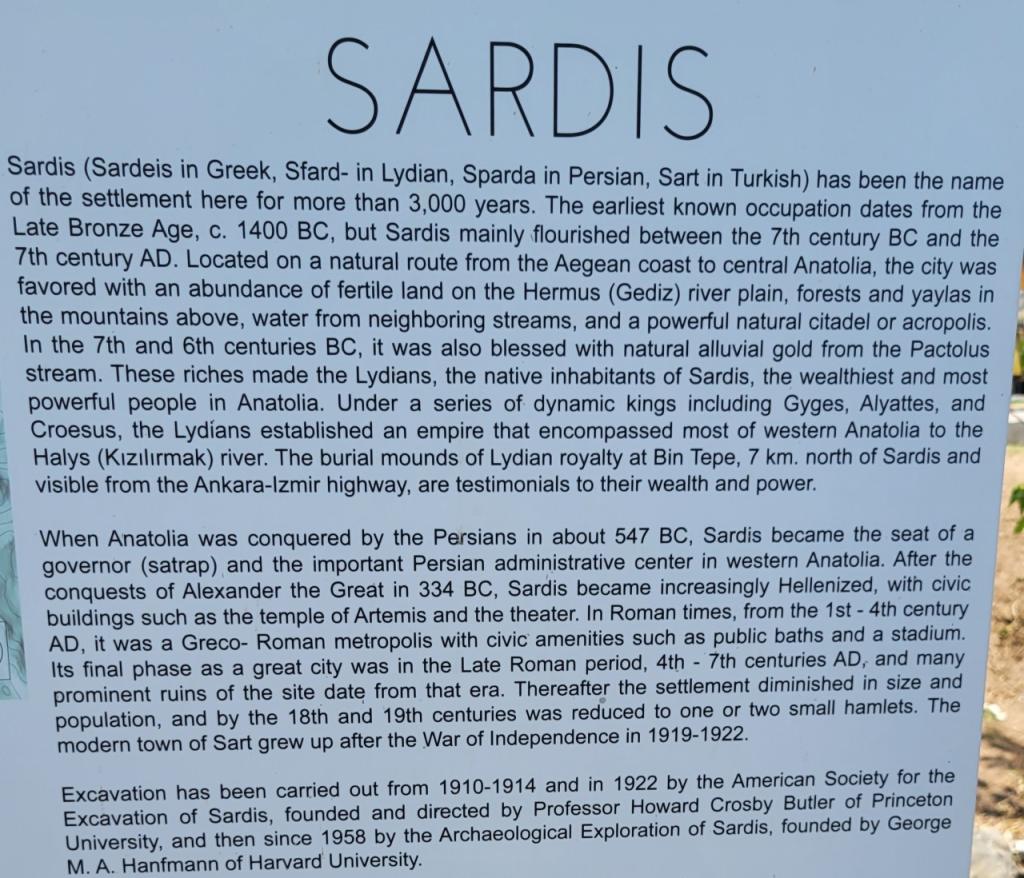 SARDIS
Sardis (Sardeis in Greek, Sfard- in Lydian, Sparda in Persian, Sart in Turkish) has been the name
of the settlement here for more than 3,000 years. The earliest known occupation dates from the
Late Bronze Age, c. 1400 BC, but Sardis mainly flourished between the 7th century BC and the
7th century AD. Located on a natural route from the Aegean coast to central Anatolia, the city was
favored with an abundance of fertile land on the Hermus (Gediz) river plain, forests and yaylas in
the mountains above, water from neighboring streams, and a powerful natural citadel or acropolis.
In the 7th and 6th centuries BC, it was also blessed with natural alluvial gold from the Pactolus
stream. These riches made the Lydians, the native inhabitants of Sardis, the wealthiest and most
powerful people in Anatolia. Under a series of dynamic kings including Gyges, Alyattes, and
Croesus, the Lydians established an empire that encompassed most of western Anatolia to the
Halys (Kızılırmak) river. The burial mounds of Lydian royalty at Bin Tepe, 7 km. north of Sardis and
visible from the Ankara-Izmir highway, are testimonials to their wealth and power.
When Anatolia was conquered by the Persians in about 547 BC, Sardis became the seat of a
governor (satrap) and the important Persian administrative center in western Anatolia. After the
conquests of Alexander the Great in 334 BC, Sardis became increasingly Hellenized, with civic
buildings such as the temple of Artemis and the theater. In Roman times, from the 1st - 4th century
AD, it was a Greco- Roman metropolis with civic amenities such as public baths and a stadium.
Its final phase as a great city was in the Late Roman period, 4th - 7th centuries AD, and many
prominent ruins of the site date from that era. Thereafter the settlement diminished in size and
population, and by the 18th and 19th centuries was reduced to one or two small hamlets. The
modern town of Sart grew up after the War of Independence in 1919-1922.
Excavation has been carried out from 1910-1914 and in 1922 by the American Society for the
Excavation of Sardis, founded and directed by Professor Howard Crosby Butler of Princeton
University, and then since 1958 by the Archaeological Exploration of Sardis, founded by George
M. A. Hanfmann of Harvard University.